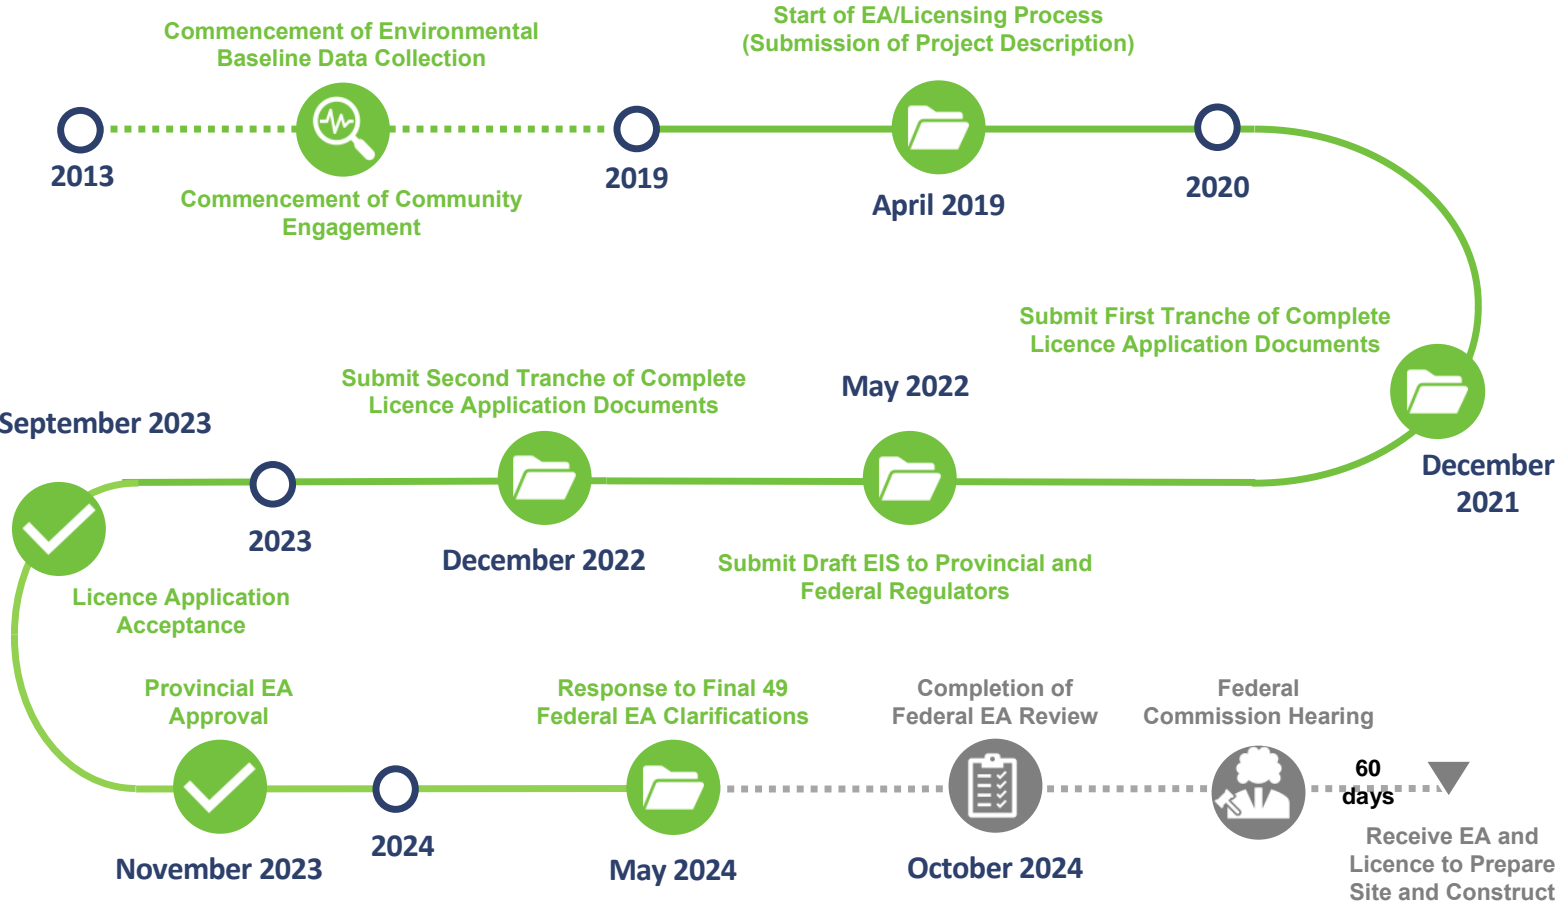 Commencement of Environmental
Baseline Data Collection
2013
Commencement of Community
Engagement
2019
Start of EA/Licensing Process
(Submission of Project Description)
April 2019
2020
Submit First Tranche of Complete
Licence Application Documents
December
2021
May 2022
Submit Draft EIS to Provincial and
Federal Regulators
Submit Second Tranche of Complete
Licence Application Documents
December 2022
2023
September 2023
Licence Application
Acceptance
Provincial EA
Approval
November 2023
2024
Response to Final 49
Federal EA Clarifications
May 2024
Completion of
Federal EA Review
October 2024
Federal
Commission Hearing
60
days
Receive EA and
Licence to Prepare
Site and Construct